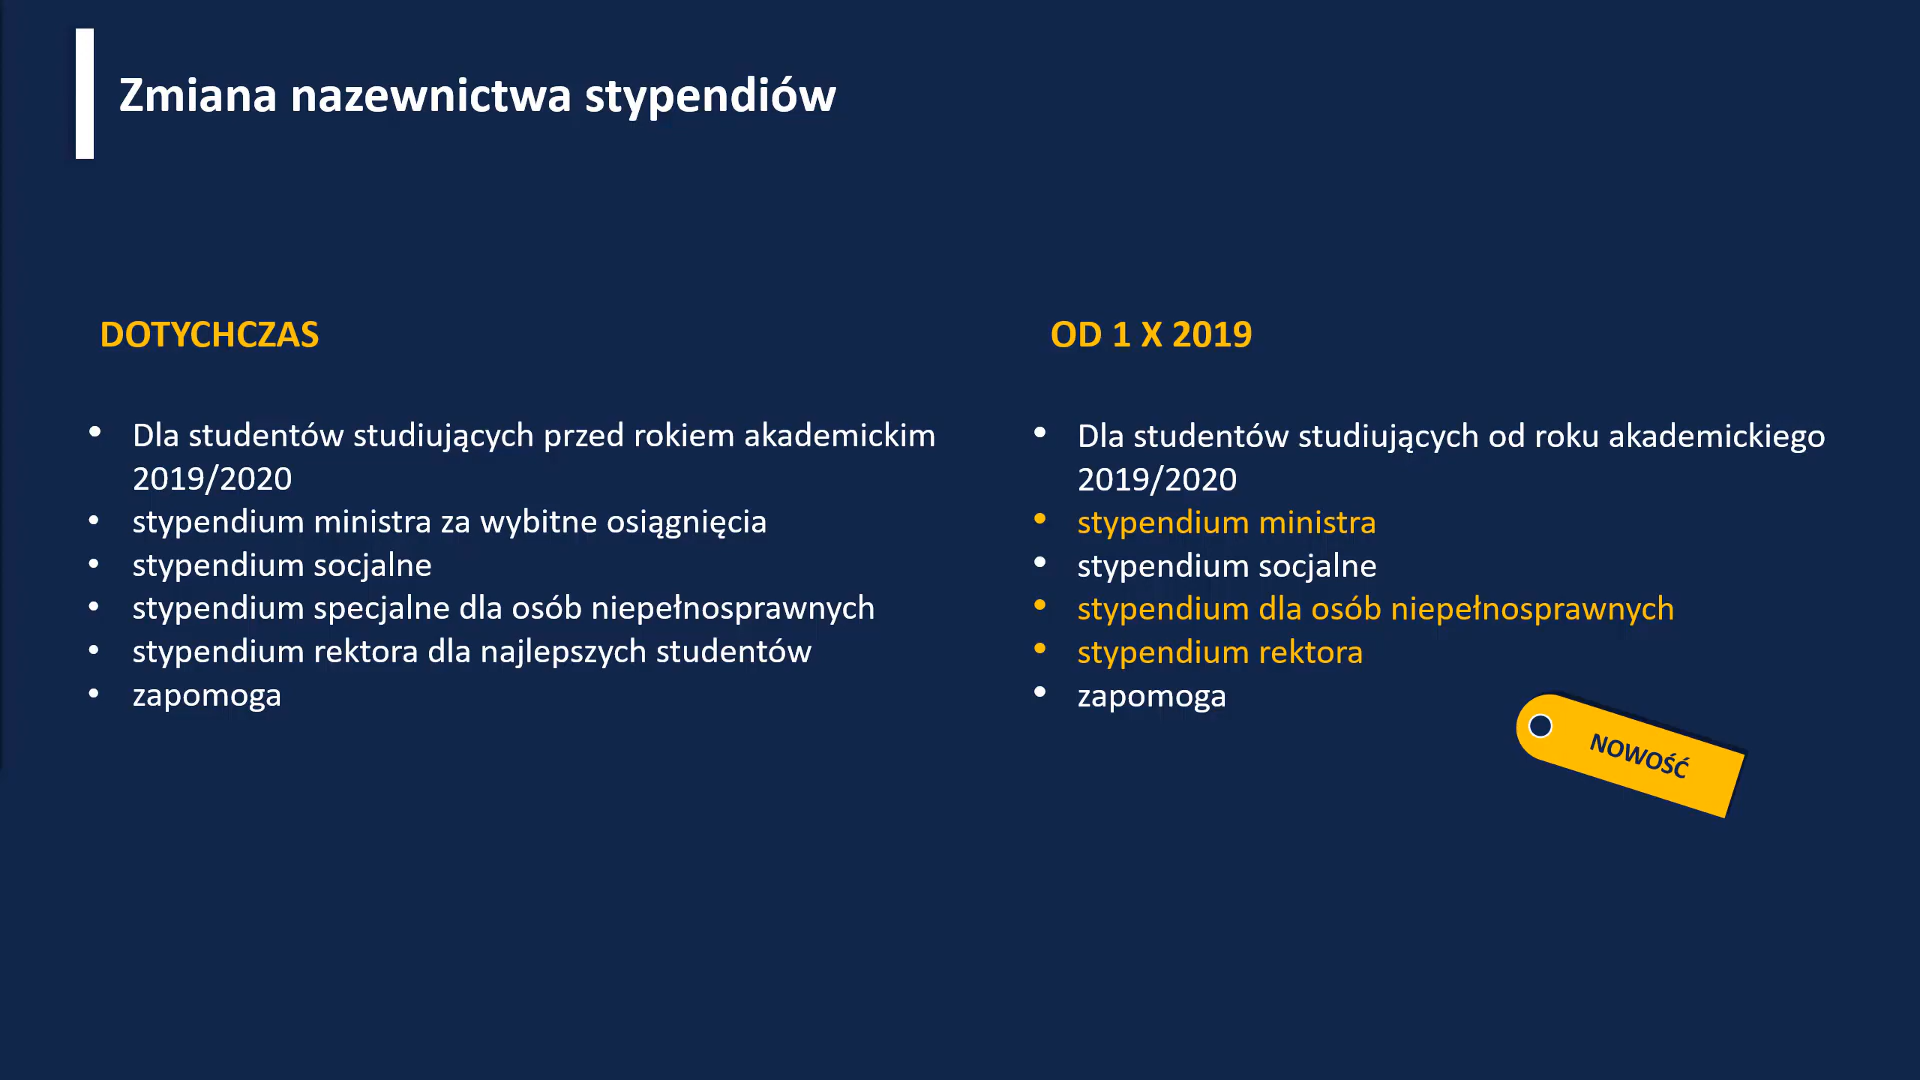 Zmiana nazewnictwa stypendiów
DOTYCHCZAS
• Dla studentów studiujących przed rokiem akademickim
2019/2020
• stypendium ministra za wybitne osiągnięcia
• stypendium socjalne
• stypendium specjalne dla osób niepełnosprawnych
• stypendium rektora dla najlepszych studentów
• zapomoga
OD 1 X 2019
• Dla studentów studiujących od roku akademickiego
2019/2020
• stypendium ministra
• stypendium socjalne
• stypendium dla osób niepełnosprawnych
• stypendium rektora
• zapomoga
NOWOŚĆ